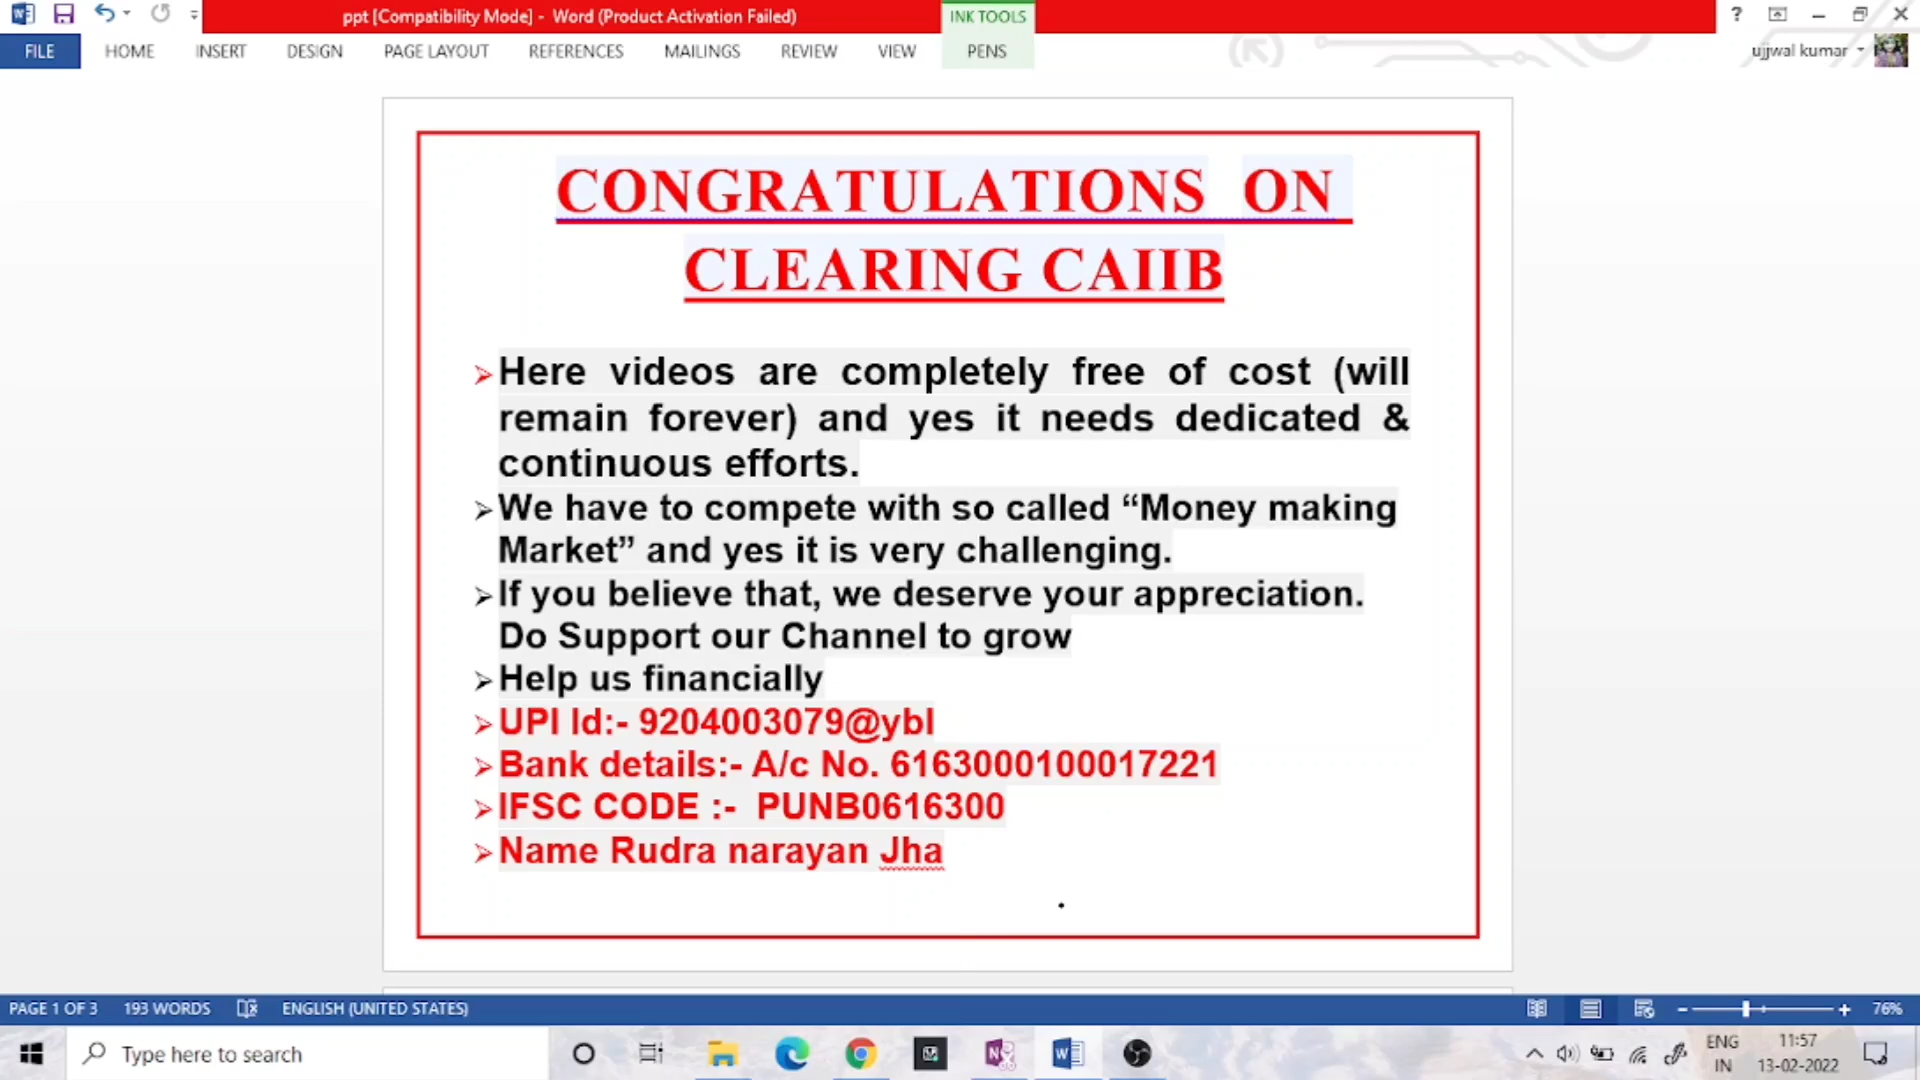 ppt [Compatibility Mode] - Word (Product Activation Failed)
INK TOOLS
?
FILE HOME INSERT DESIGN PAGE LAYOUT REFERENCES MAILINGS REVIEW VIEW PENS
ujjwal kumar
CONGRATULATIONS ON
CLEARING CAIIB
➢Here videos are completely free of cost (will
remain forever) and yes it needs dedicated &
continuous efforts.
➢We have to compete with so called “Money making
Market” and yes it is very challenging.
➢If you believe that, we deserve your appreciation.
Do Support our Channel to grow
➢Help us financially
➢UPI Id:- 9204003079@ybl
➢Bank details:- A/c No. 6163000100017221
➢IFSC CODE :- PUNB0616300
➢Name Rudra narayan Jha
.
PAGE 1 OF 3 193 WORDS ENGLISH (UNITED STATES)
76%
Type here to search
ENG
IN
11:57
13-02-2022